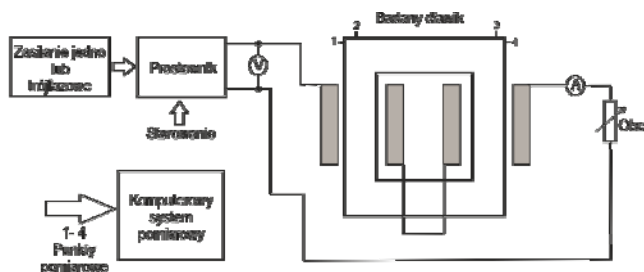 Badany dławik
2 3
1 4
Zasilanie jedno
lub
trójfazowe
Prostownik
V
A
Obc
Sterowanie
Komputerowy
system
pomiarowy
1- 4
Punkty
pomiarowe